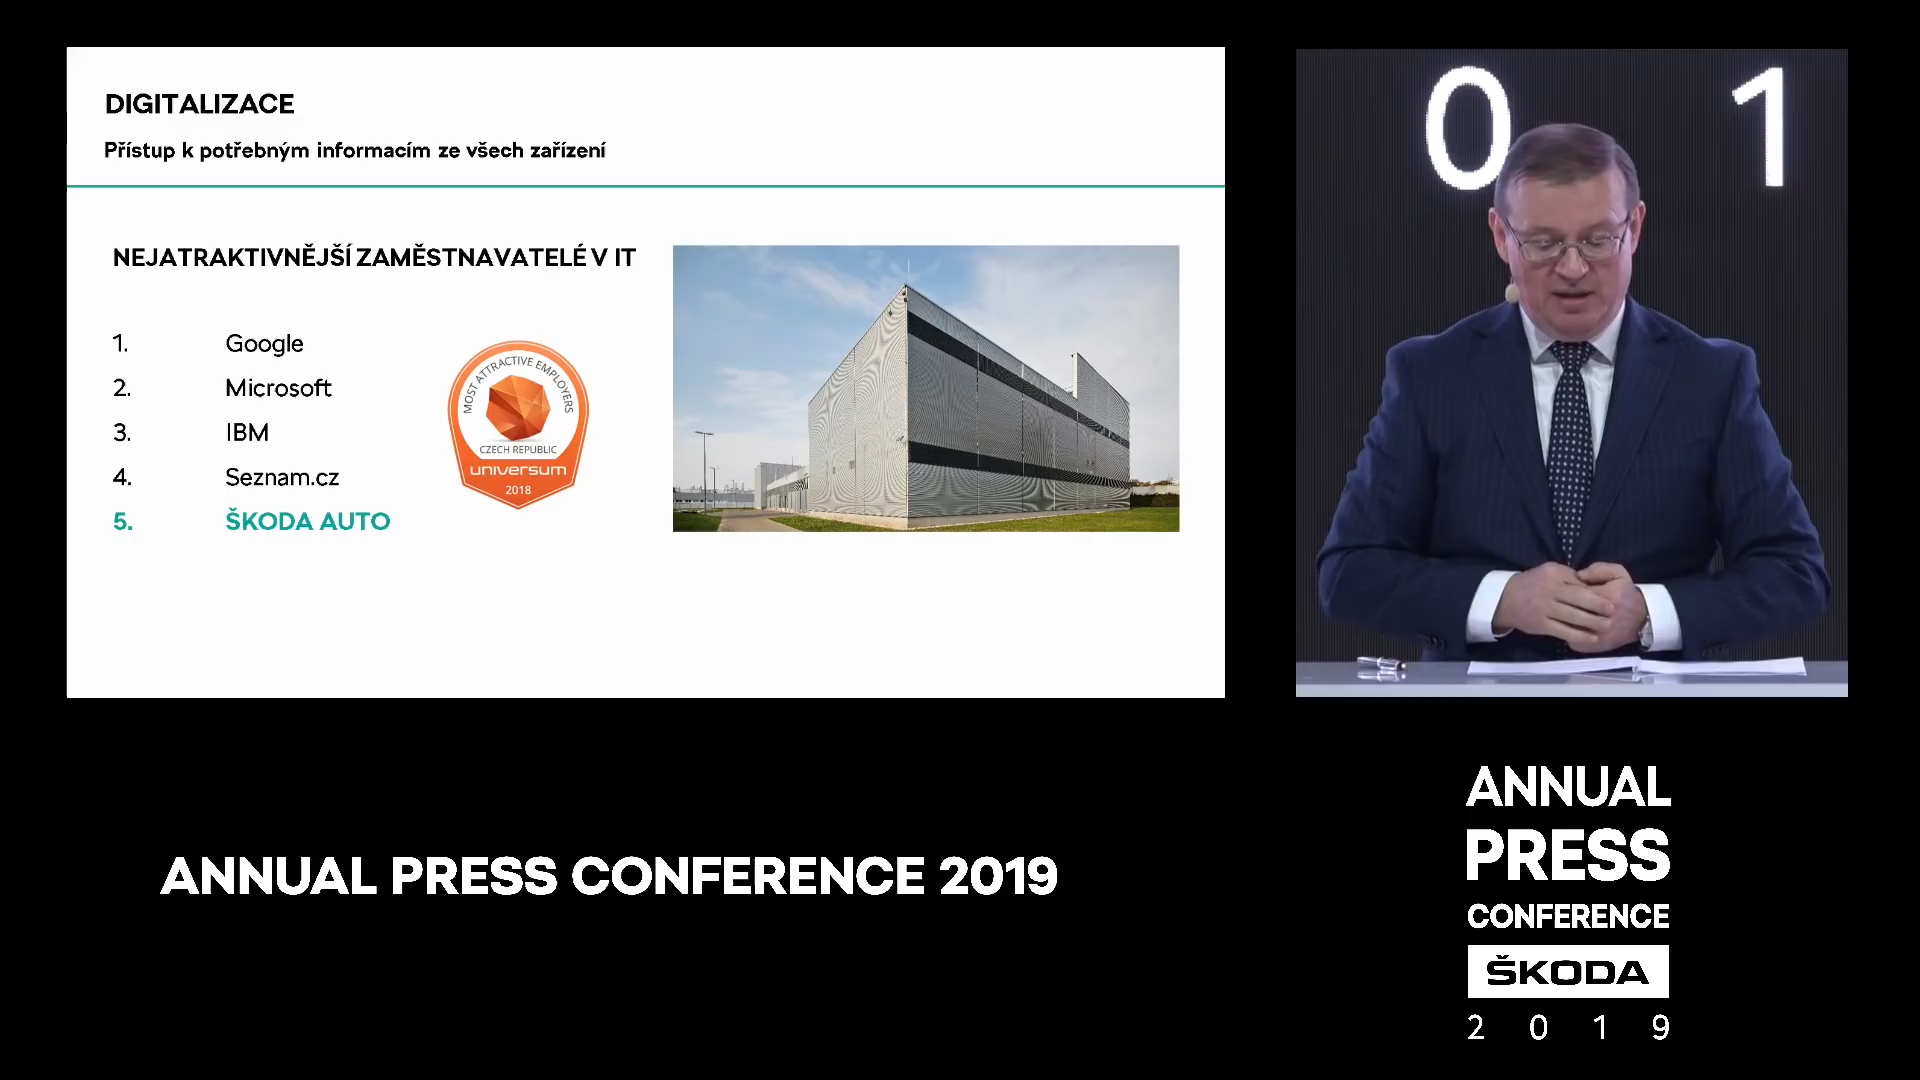 DIGITALIZACE
Přístup k potřebným informacím ze všech zařízení
NEJATRAKTIVNĚJŠÍ ZAMĚSTNAVATELÉ V IT
1. Google
2. Microsoft
3. IBM
4. Seznam.cz
5. ŠKODA AUTO
MOST ATTRACTIVE EMPLOYERS
CZECH REPUBLIC
universum
2018
0 1
ANNUAL PRESS CONFERENCE 2019
ANNUAL
PRESS
CONFERENCE
ŠKODA
2 0 1 9